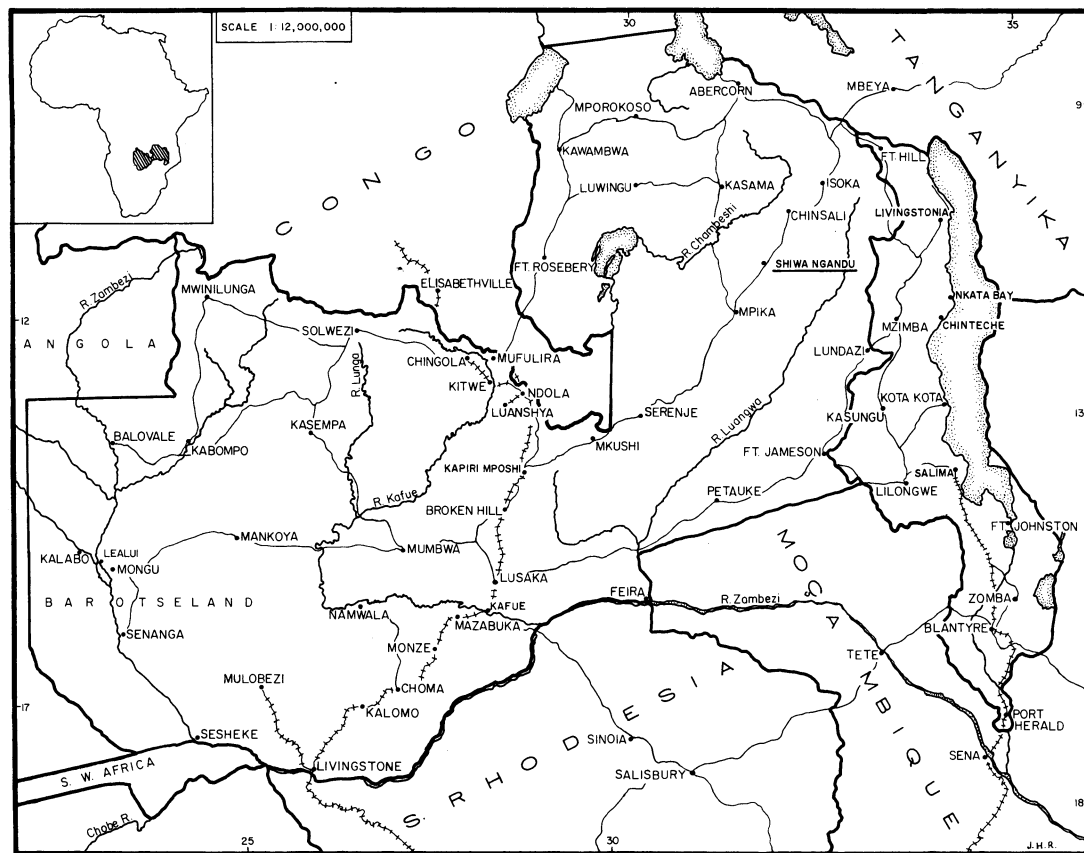 SCALE 1:12,000,000
30
35
TANGANYIKA
ABERCORN
MBEYA
9
MPOROKOSO
CONGO
KAWAMBWA
FT. HILL
LUWINGU
KASAMA
ISOKA
CHINSALI
LIVINGSTONIA
R. Chambeshi
R. Zambezi
FT. ROSEBERY
SHIWA NGANDU
ELISABETHVILLE
MWINILUNGA
NKATA BAY
12
SOLWEZI
MPIKA
MZIMBA
CHINTECHE
ANGOLA
CHINGOLA
MUFULIRA
LUNDAZI
R. Lunga
KITWE
NDOLA
LUANSHYA
R. Luangwa
KOTA KOTA
13
KASEMPA
SERENJE
KASUNGU
BALOVALE
KABOMPO
MKUSHI
FT. JAMESON
KAPIRI MPOSHI
SALIMA
R. Kafue
PETAUKE
LILONGWE
BROKEN HILL
FT. JOHNSTON
MANKOYA
MUMBWA
KALABO
LEALUI
MONGU
LUSAKA
MOÇAMBIQUE
BAROTSELAND
NAMWALA
KAFUE
FEIRA
R. Zambezi
ZOMBA
MAZABUKA
SENANGA
BLANTYRE
MONZE
TETE
MULOBEZI
CHOMA
KALOMO
17
PORT
HERALD
SESHEKE
SINOIA
S. W. AFRICA
LIVINGSTONE
SALISBURY
SENA
S RHODESIA
Chobe R.
25
30
18
J.H.R.